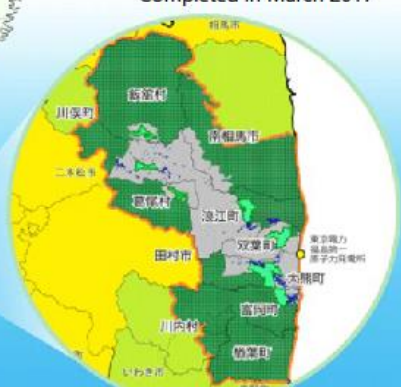 Completed in March 2017
相馬市
飯舘村
川俣町
南相馬市
二本松市
葛尾村
浪江町
双葉町
東京電力
福島第一
原子力発電所
田村市
大熊町
富岡町
川内村
楢葉町
いわき市